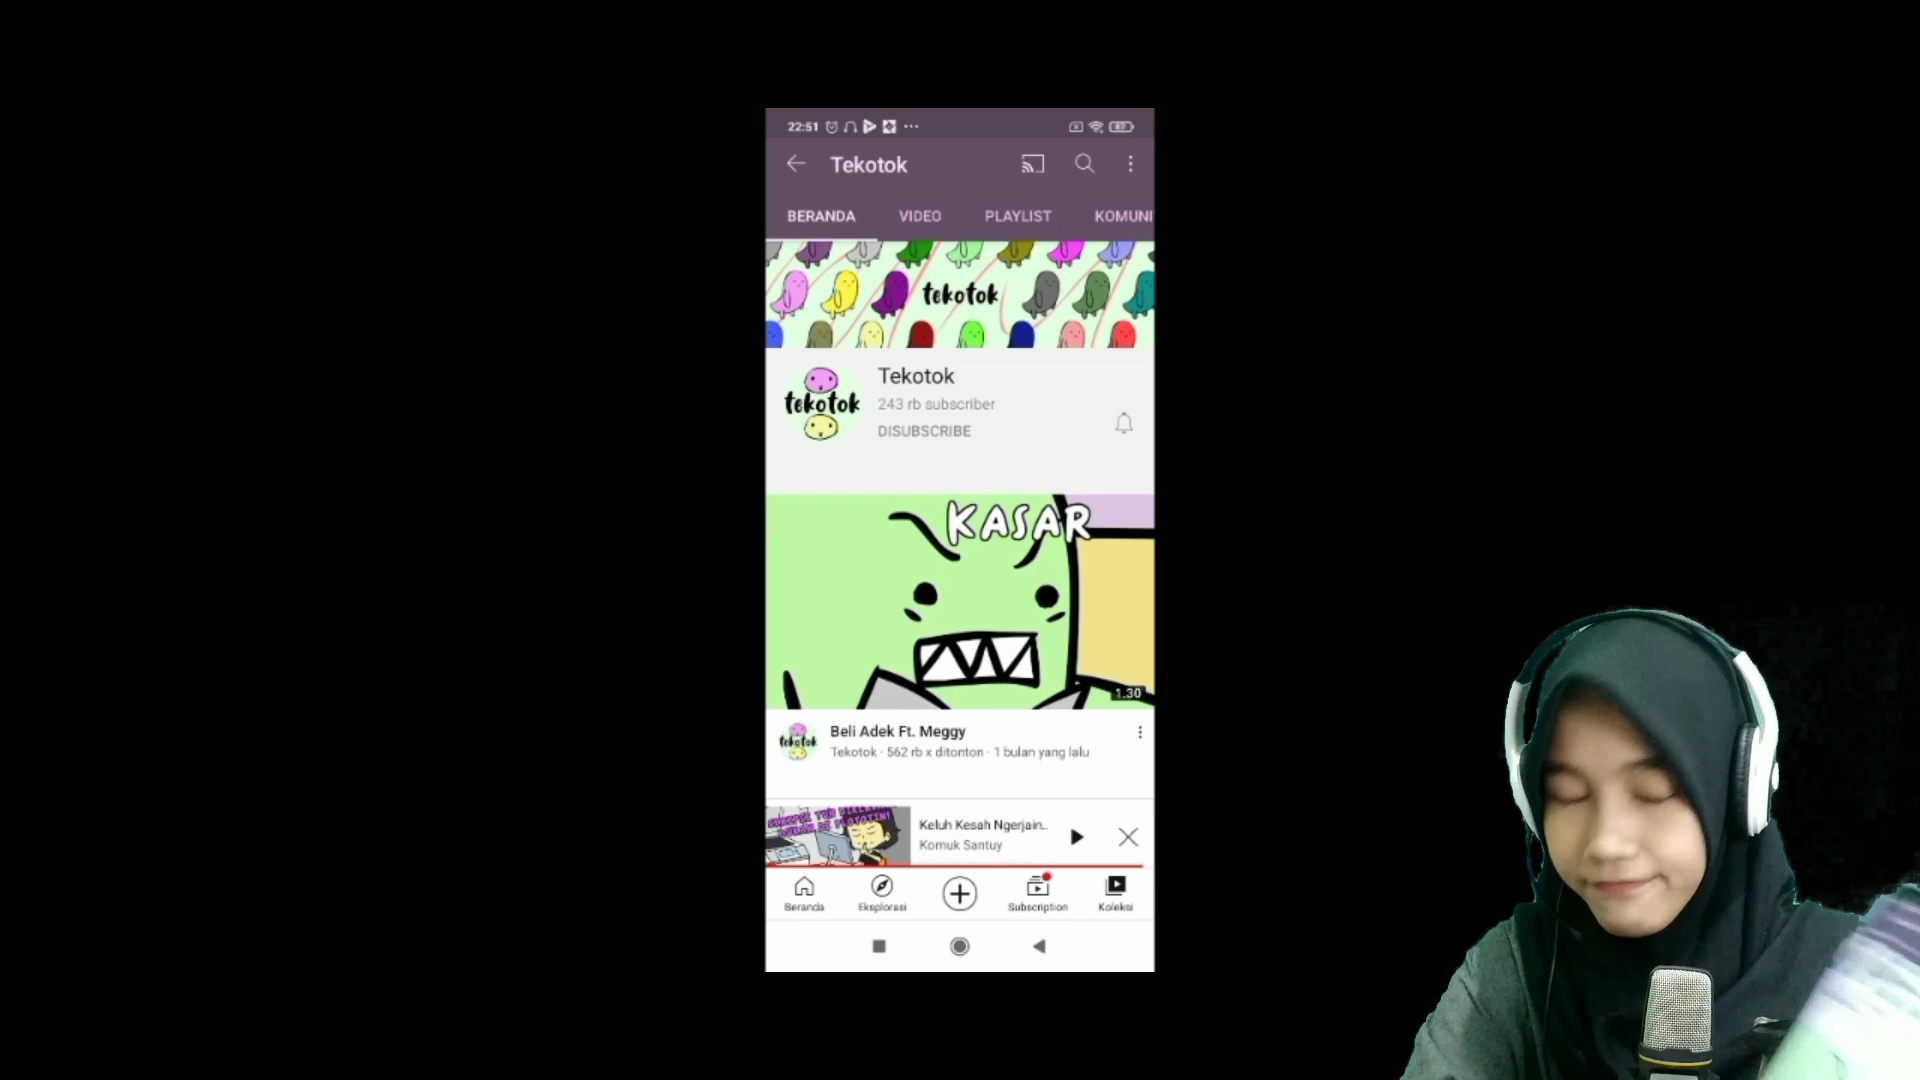 22:51
82
Tekotok
BERANDA VIDEO PLAYLIST KOMUNI
tekotok
Tekotok
tekotok
243 rb subscriber
DISUBSCRIBE
KASAR
1.30
Beli Adek Ft. Meggy
tekotok
Tekotok · 562 rb x ditonton · 1 bulan yang lalu
Keluh Kesah Ngerjain..
Komuk Santuy
Beranda Eksplorasi Subscription Koleksi